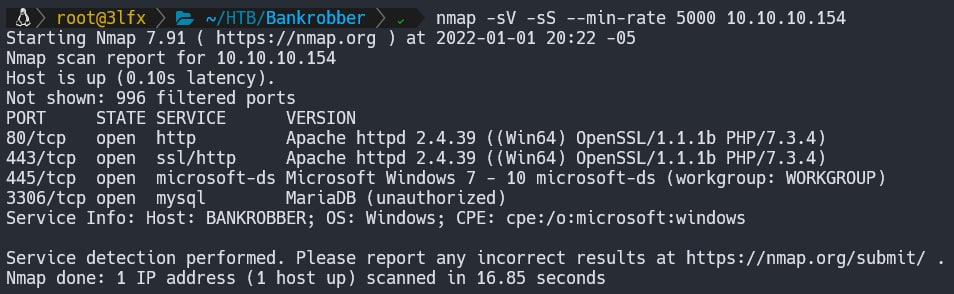 root@3lfx ~/HTB/Bankrobber ✓ nmap -sV -sS --min-rate 5000 10.10.10.154
Starting Nmap 7.91 ( https://nmap.org ) at 2022-01-01 20:22 -05
Nmap scan report for 10.10.10.154
Host is up (0.10s latency).
Not shown: 996 filtered ports
PORT     STATE SERVICE      VERSION
80/tcp   open  http         Apache httpd 2.4.39 ((Win64) OpenSSL/1.1.1b PHP/7.3.4)
443/tcp  open  ssl/http     Apache httpd 2.4.39 ((Win64) OpenSSL/1.1.1b PHP/7.3.4)
445/tcp  open  microsoft-ds Microsoft Windows 7 - 10 microsoft-ds (workgroup: WORKGROUP)
3306/tcp open  mysql        MariaDB (unauthorized)
Service Info: Host: BANKROBBER; OS: Windows; CPE: cpe:/o:microsoft:windows
Service detection performed. Please report any incorrect results at https://nmap.org/submit/ .
Nmap done: 1 IP address (1 host up) scanned in 16.85 seconds